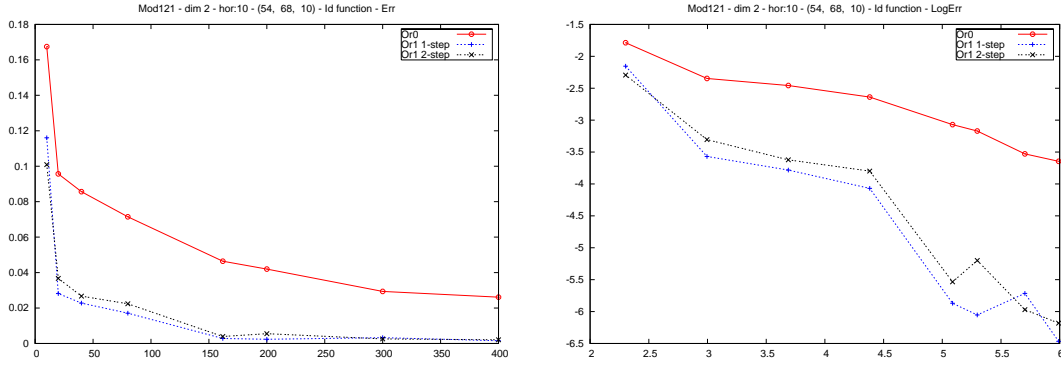 Mod121 - dim 2 - hor:10 - (54, 68, 10) - Id function - Err
0.18
0.16
0.14
0.12
0.1
0.08
0.06
0.04
0.02
0
0 50 100 150 200 250 300 350 400
Or0
Or1 1-step
Or1 2-step
Mod121 - dim 2 - hor:10 - (54, 68, 10) - Id function - LogErr
-1.5
-2
-2.5
-3
-3.5
-4
-4.5
-5
-5.5
-6
-6.5
2 2.5 3 3.5 4 4.5 5 5.5 6
Or0
Or1 1-step
Or1 2-step